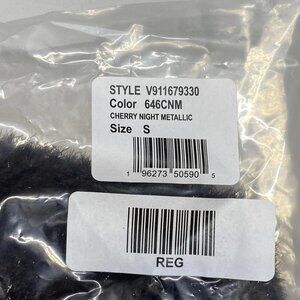 STYLE V911679330
Color 646CNM
CHERRY NIGHT METALLIC
Size S
1 96273 50590 5
REG